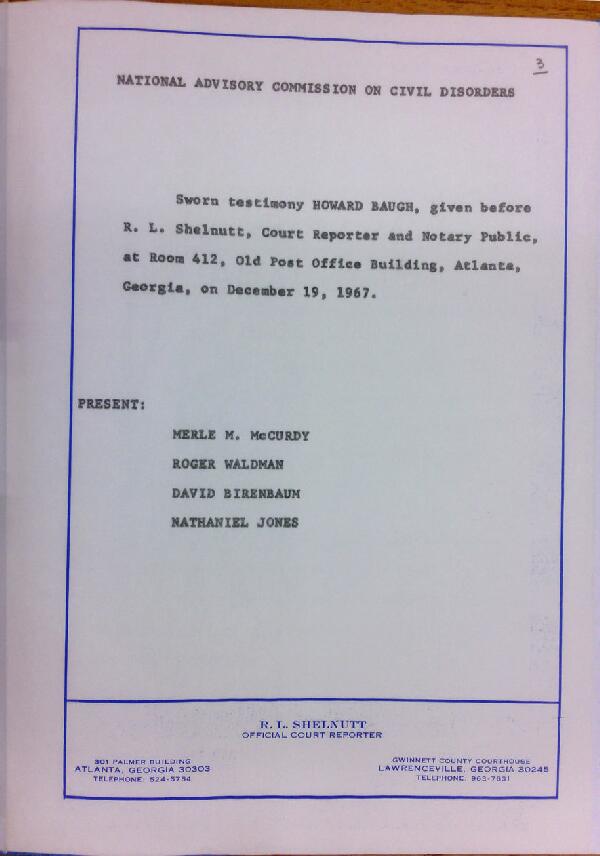 3
NATIONAL ADVISORY COMMISSION ON CIVIL DISORDERS
Sworn testimony HOWARD BAUGH, given before
R. L. Shelnutt, Court Reporter and Notary Public,
at Room 412, Old Post Office Building, Atlanta,
Georgia, on December 19, 1967.
PRESENT:
MERLE M. McCURDY
ROGER WALDMAN
DAVID BIRENBAUM
NATHANIEL JONES
R. L. SHELNUTT
OFFICIAL COURT REPORTER
301 PALMER BUILDING
ATLANTA, GEORGIA 30303
TELEPHONE: 524-5754
GWINNETT COUNTY COURTHOUSE
LAWRENCEVILLE, GEORGIA 30245
TELEPHONE: 963-7631